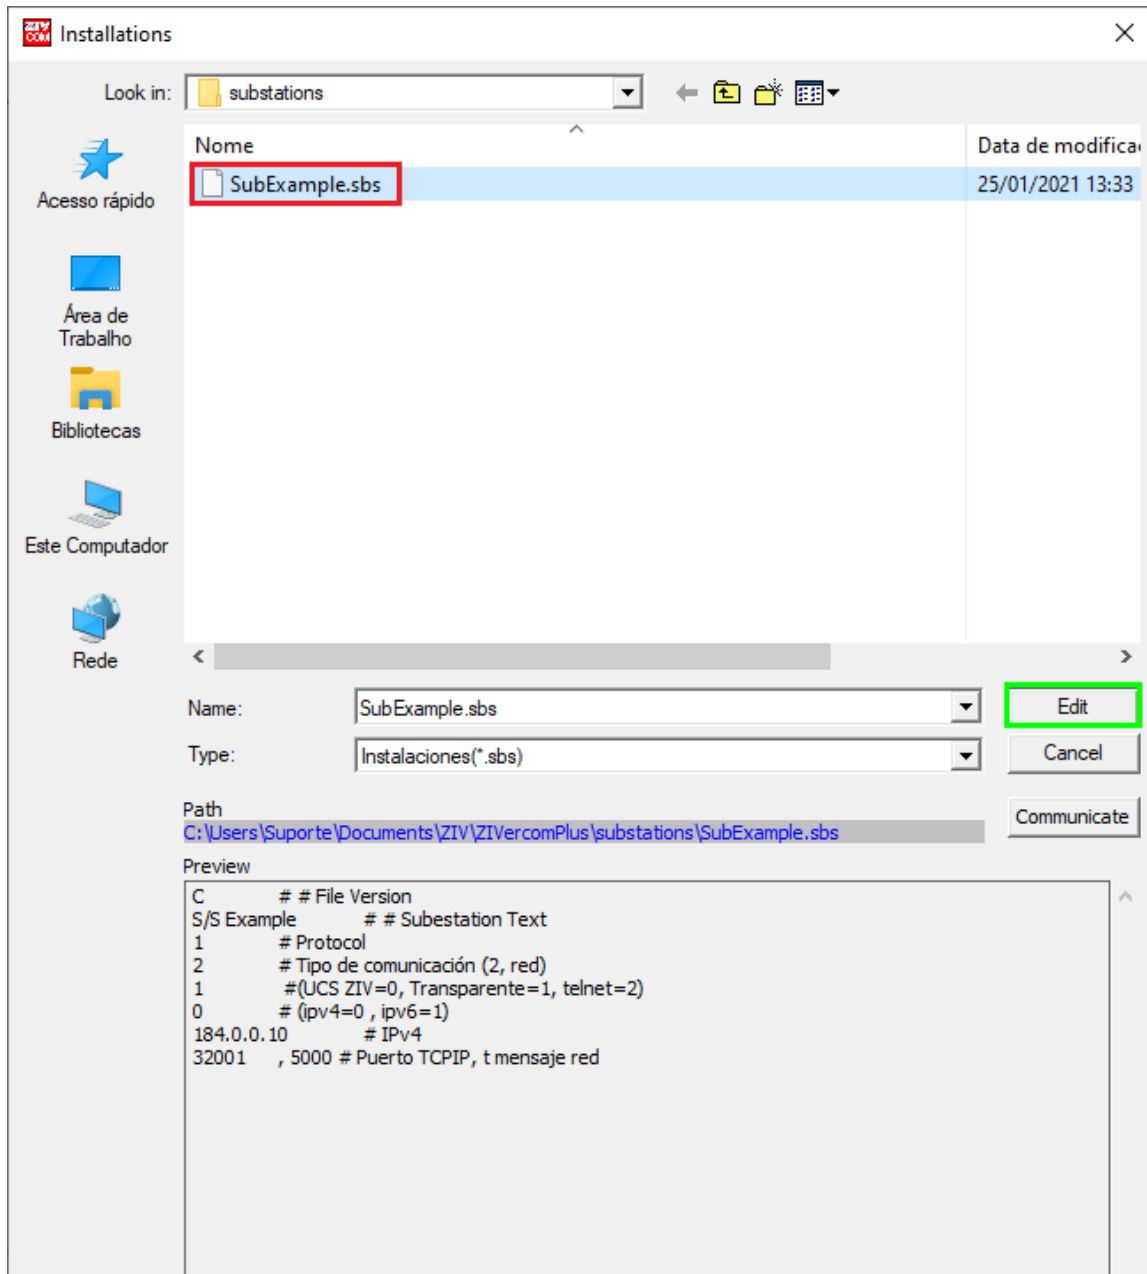 ZIV COM Installations
Look in: substations
Nome Data de modifica
SubExample.sbs 25/01/2021 13:33
Acesso rápido
Área de
Trabalho
Bibliotecas
Este Computador
Rede
Name: SubExample.sbs Edit
Type: Instalaciones(*.sbs) Cancel
Path
C:\Users\Suporte\Documents\ZIV\ZIVercomPlus\substations\SubExample.sbs
Communicate
Preview
C # # File Version
S/S Example # # Subestation Text
1 # Protocol
2 # Tipo de comunicación (2, red)
1 #(UCS ZIV=0, Transparente=1, telnet=2)
0 # (ipv4=0 , ipv6=1)
184.0.0.10 # IPv4
32001 , 5000 # Puerto TCPIP, t mensaje red